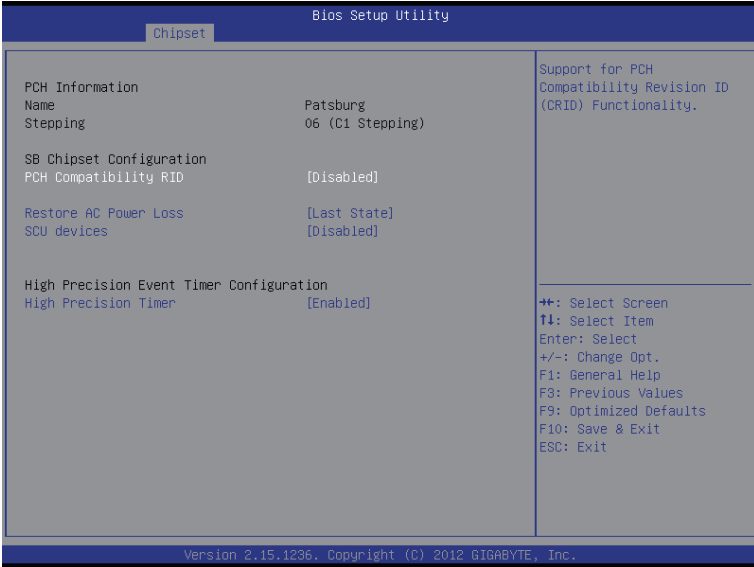 Bios Setup Utility
Chipset
PCH Information
Name Patsburg
Stepping 06 (C1 Stepping)
SB Chipset Configuration
PCH Compatibility RID [Disabled]
Restore AC Power Loss [Last State]
SCU devices [Disabled]
High Precision Event Timer Configuration
High Precision Timer [Enabled]
Support for PCH
Compatibility Revision ID
(CRID) Functionality.
→←: Select Screen
↑↓: Select Item
Enter: Select
+/-: Change Opt.
F1: General Help
F3: Previous Values
F9: Optimized Defaults
F10: Save & Exit
ESC: Exit
Version 2.15.1236. Copyright (C) 2012 GIGABYTE, Inc.